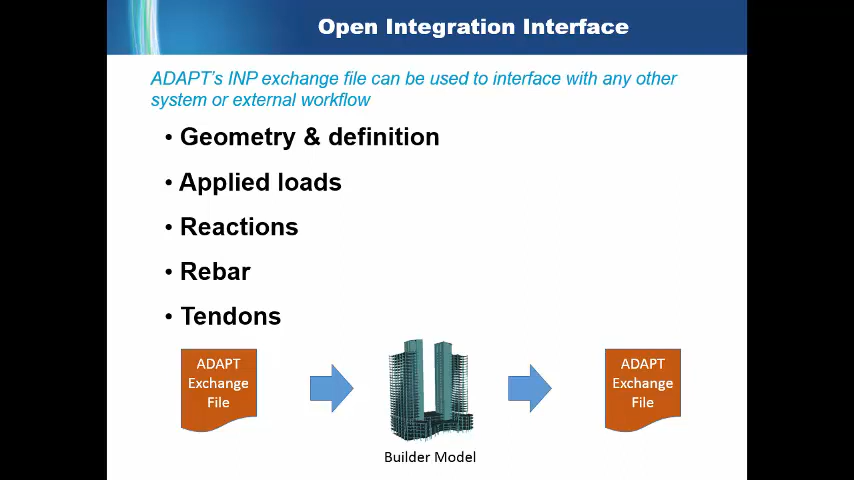 Open Integration Interface
ADAPT's INP exchange file can be used to interface with any other
system or external workflow
• Geometry & definition
• Applied loads
• Reactions
• Rebar
• Tendons
ADAPT
Exchange
File
Builder Model
ADAPT
Exchange
File